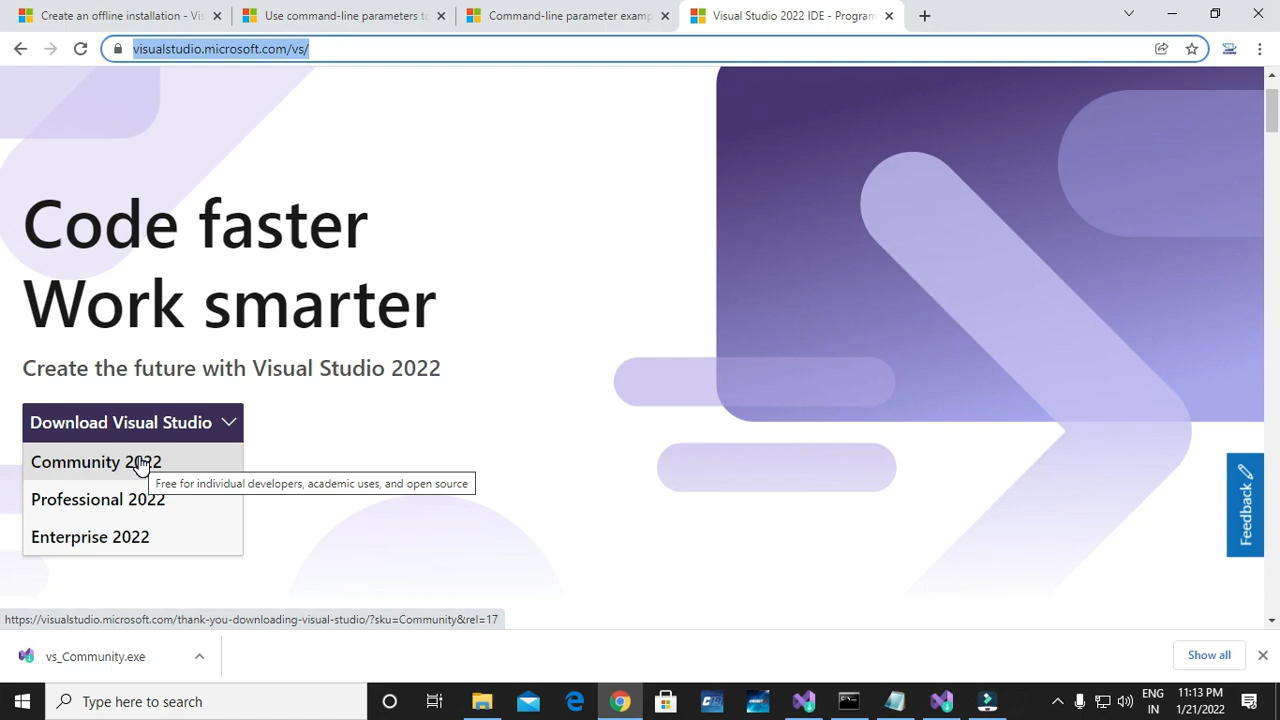 Create an offline installation - Vis
Use command-line parameters to
Command-line parameter examp
Visual Studio 2022 IDE - Program
visualstudio.microsoft.com/vs/
Code faster
Work smarter
Create the future with Visual Studio 2022
Download Visual Studio
Community 2022
Free for individual developers, academic uses, and open source
Professional 2022
Enterprise 2022
Feedback
https://visualstudio.microsoft.com/thank-you-downloading-visual-studio/?sku=Community&rel=17
vs_Community.exe
Show all
Type here to search
ENG
IN
11:13 PM
1/21/2022